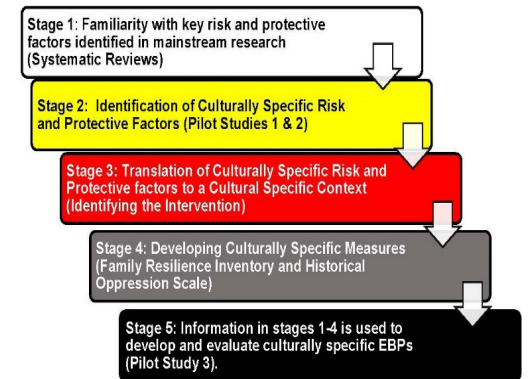 Stage 1: Familiarity with key risk and protective
factors identified in mainstream research
(Systematic Reviews)
Stage 2:  Identification of Culturally Specific Risk
and Protective Factors (Pilot Studies 1 & 2)
Stage 3: Translation of Culturally Specific Risk and
Protective factors to a Cultural Specific Context
(Identifying the Intervention)
Stage 4: Developing Culturally Specific Measures
(Family Resilience Inventory and Historical
Oppression Scale)
Stage 5: Information in stages 1-4 is used to
develop and evaluate culturally specific EBPs
(Pilot Study 3).